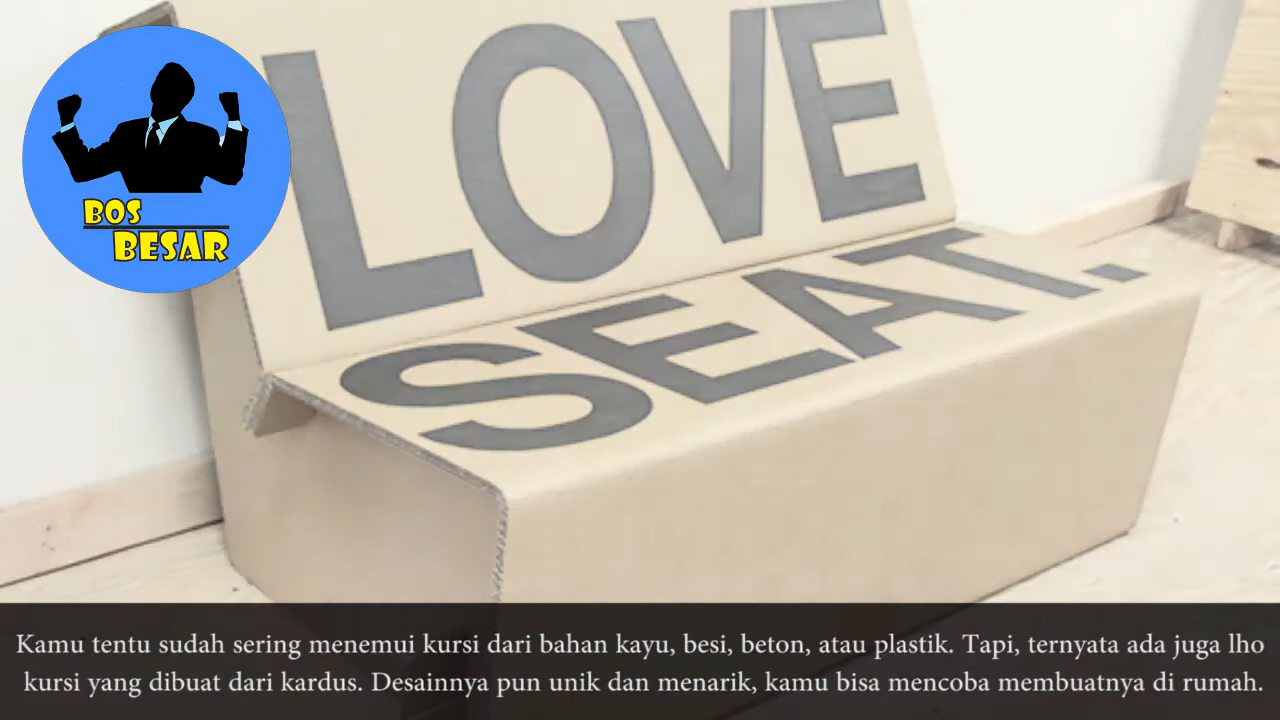 LOVE
SEAT.
BOS
BESAR
Kamu tentu sudah sering menemui kursi dari bahan kayu, besi, beton, atau plastik. Tapi, ternyata ada juga lho
kursi yang dibuat dari kardus. Desainnya pun unik dan menarik, kamu bisa mencoba membuatnya di rumah.